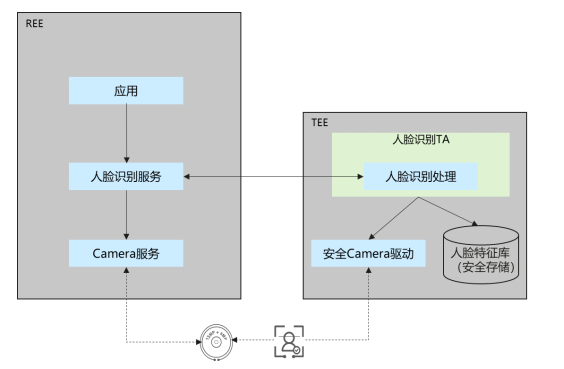 REE
应用
TEE
人脸识别TA
人脸识别服务
人脸识别处理
Camera服务
安全Camera驱动
人脸特征库
（安全存储）